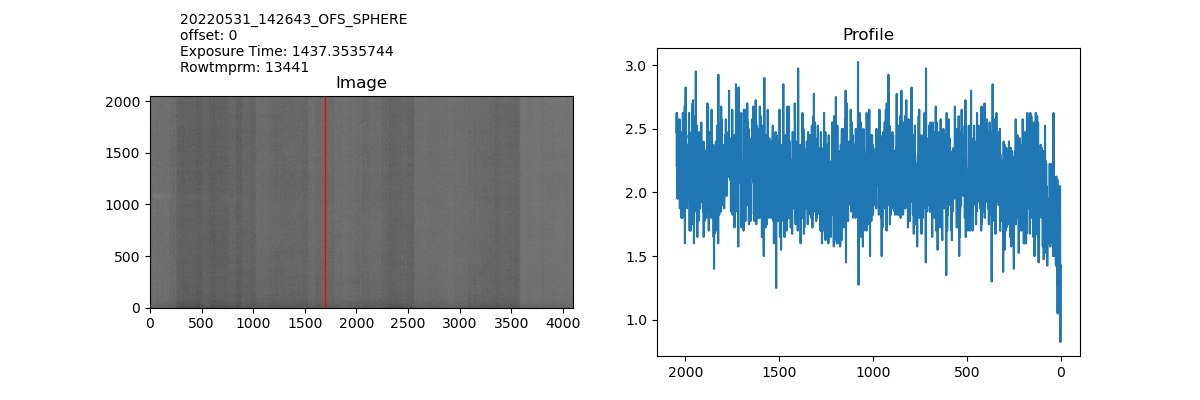 20220531_142643_OFS_SPHERE
offset: 0
Exposure Time: 1437.3535744
Rowtmprm: 13441
Image
2000
1500
1000
500
0
0 500 1000 1500 2000 2500 3000 3500 4000
Profile
3.0
2.5
2.0
1.5
1.0
2000 1500 1000 500 0